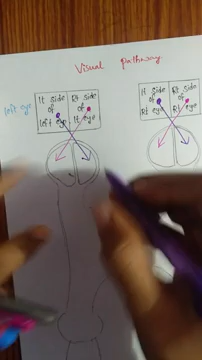 Visual pathway
left eye
lt side of left eye
Rt side of lt eye
lt side of Rt eye
Rt side of Rt eye